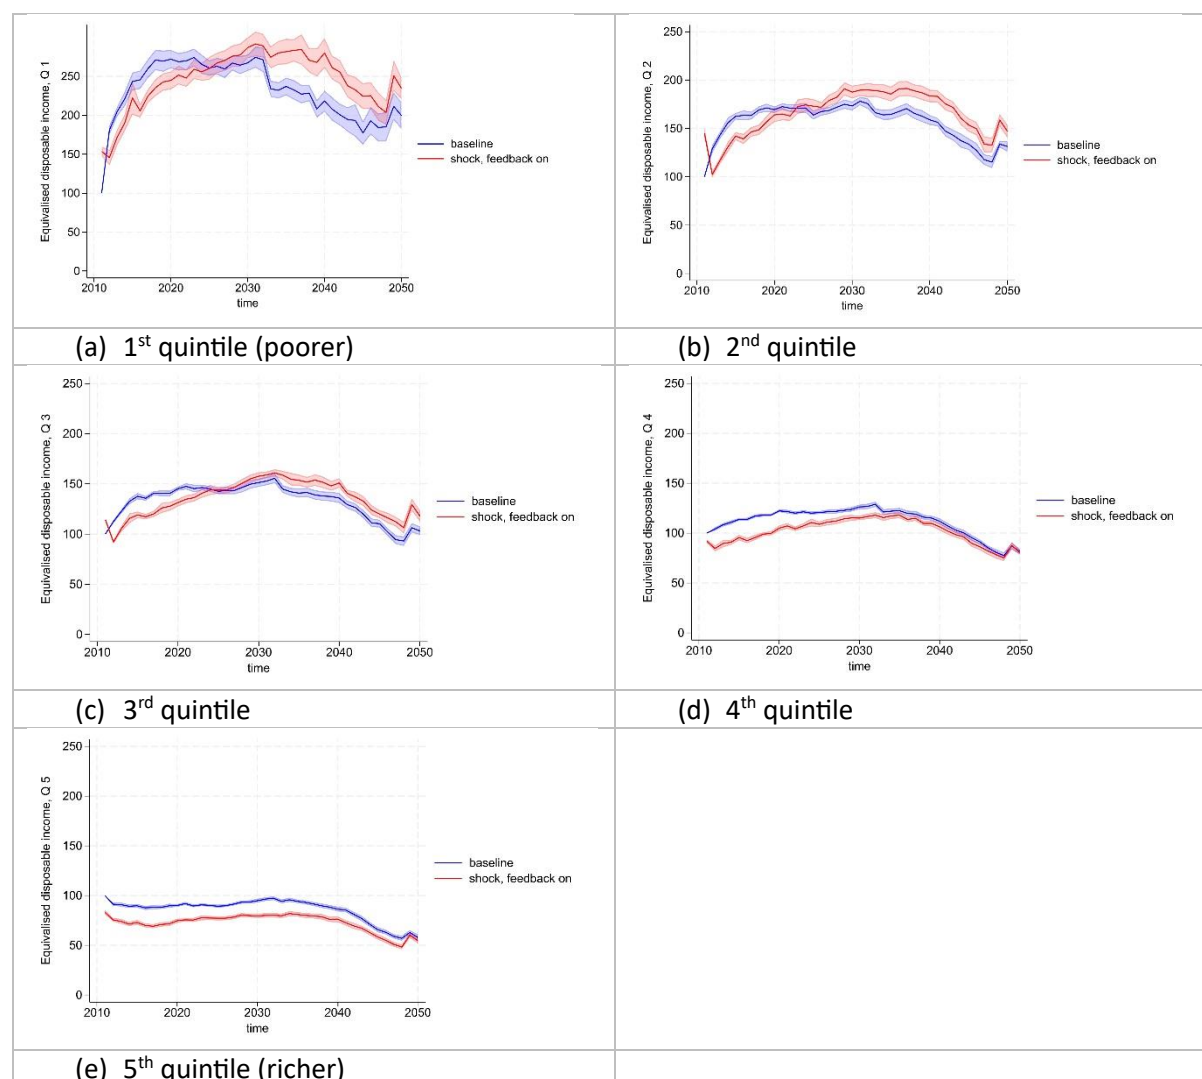 Equivalised disposable income, Q 1
250
200
150
100
50
0
2010 2020 2030 2040 2050
time
baseline
shock, feedback on
(a) 1st quintile (poorer)
Equivalised disposable income, Q 2
250
200
150
100
50
0
2010 2020 2030 2040 2050
time
baseline
shock, feedback on
(b) 2nd quintile
Equivalised disposable income, Q 3
250
200
150
100
50
0
2010 2020 2030 2040 2050
time
baseline
shock, feedback on
(c) 3rd quintile
Equivalised disposable income, Q 4
250
200
150
100
50
0
2010 2020 2030 2040 2050
time
baseline
shock, feedback on
(d) 4th quintile
Equivalised disposable income, Q 5
250
200
150
100
50
0
2010 2020 2030 2040 2050
time
baseline
shock, feedback on
(e) 5th quintile (richer)